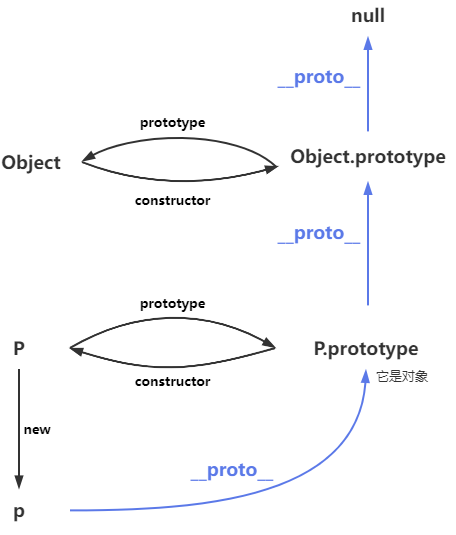 null
__proto__
prototype
Object
Object.prototype
constructor
__proto__
prototype
P
P.prototype
它是对象
constructor
new
__proto__
p